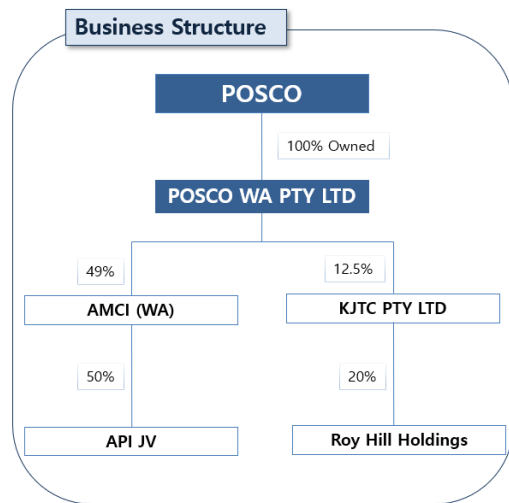 Business Structure
POSCO
100% Owned
POSCO WA PTY LTD
49%
12.5%
AMCI (WA)
KJTC PTY LTD
50%
20%
API JV
Roy Hill Holdings